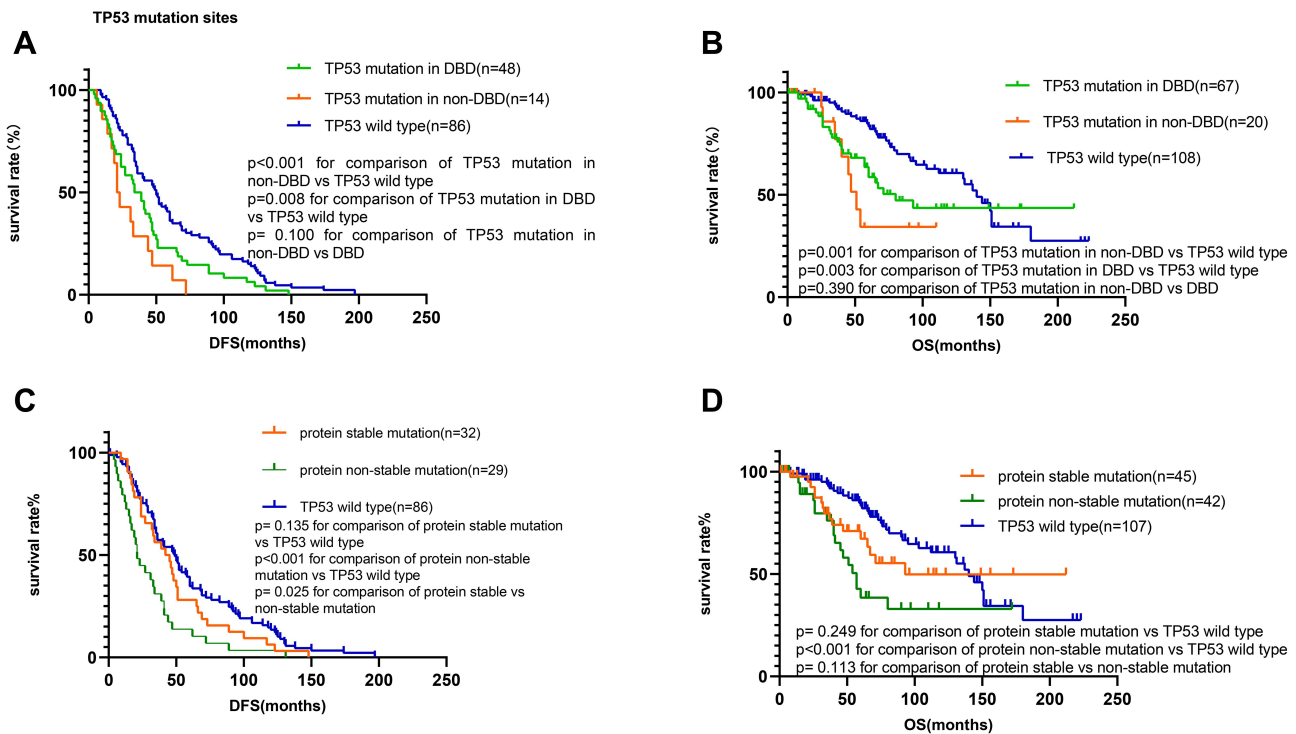 TP53 mutation sites
A
TP53 mutation in DBD(n=48)
TP53 mutation in non-DBD(n=14)
TP53 wild type(n=86)
p<0.001 for comparison of TP53 mutation in
non-DBD vs TP53 wild type
p=0.008 for comparison of TP53 mutation in DBD
vs TP53 wild type
p= 0.100 for comparison of TP53 mutation in
non-DBD vs DBD
survival rate(%)
100
50
0
0 50 100 150 200 250
DFS(months)
B
TP53 mutation in DBD(n=67)
TP53 mutation in non-DBD(n=20)
TP53 wild type(n=108)
p=0.001 for comparison of TP53 mutation in non-DBD vs TP53 wild type
p=0.003 for comparison of TP53 mutation in DBD vs TP53 wild type
p=0.390 for comparison of TP53 mutation in non-DBD vs DBD
survival rate(%)
100
50
0
0 50 100 150 200 250
OS(months)
C
protein stable mutation(n=32)
protein non-stable mutation(n=29)
TP53 wild type(n=86)
p= 0.135 for comparison of protein stable mutation
vs TP53 wild type
p<0.001 for comparison of protein non-stable
mutation vs TP53 wild type
p= 0.025 for comparison of protein stable vs
non-stable mutation
survival rate%
100
50
0
0 50 100 150 200 250
DFS(months)
D
protein stable mutation(n=45)
protein non-stable mutation(n=42)
TP53 wild type(n=107)
p= 0.249 for comparison of protein stable mutation vs TP53 wild type
p<0.001 for comparison of protein non-stable mutation vs TP53 wild type
p= 0.113 for comparison of protein stable vs non-stable mutation
survival rate%
100
50
0
0 50 100 150 200 250
OS(months)